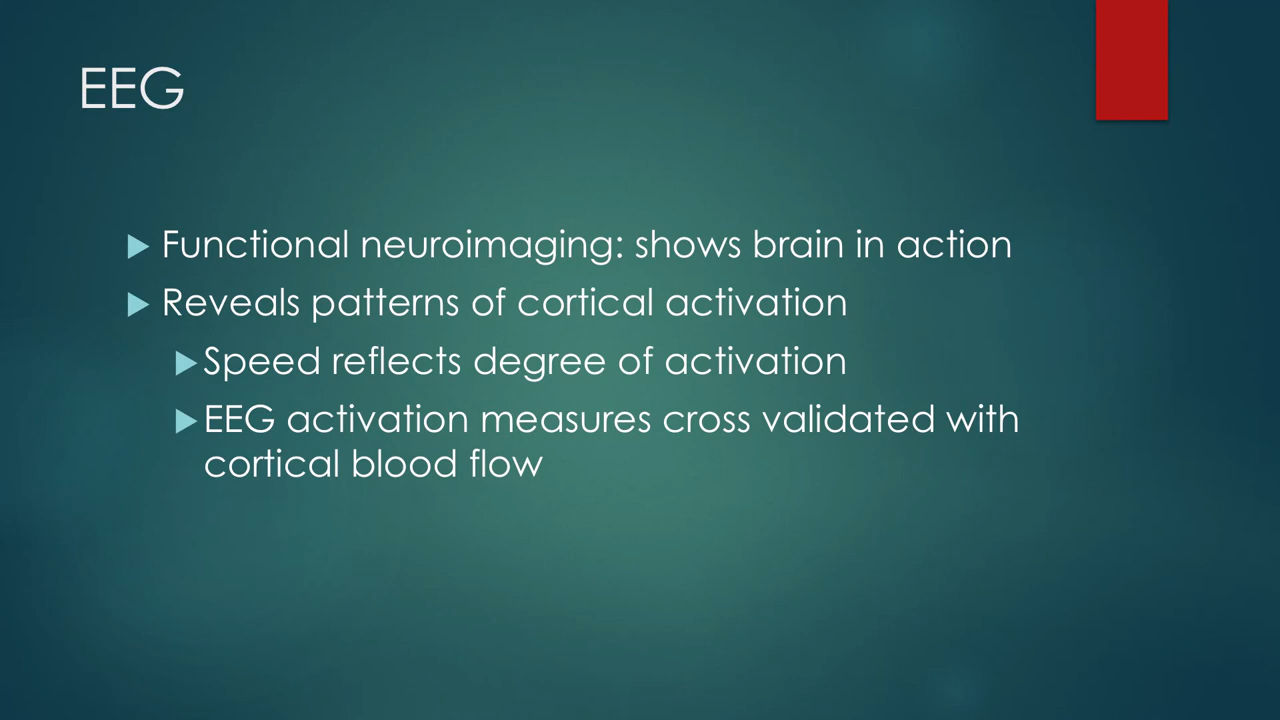 EEG
Functional neuroimaging: shows brain in action
Reveals patterns of cortical activation
Speed reflects degree of activation
EEG activation measures cross validated with
cortical blood flow